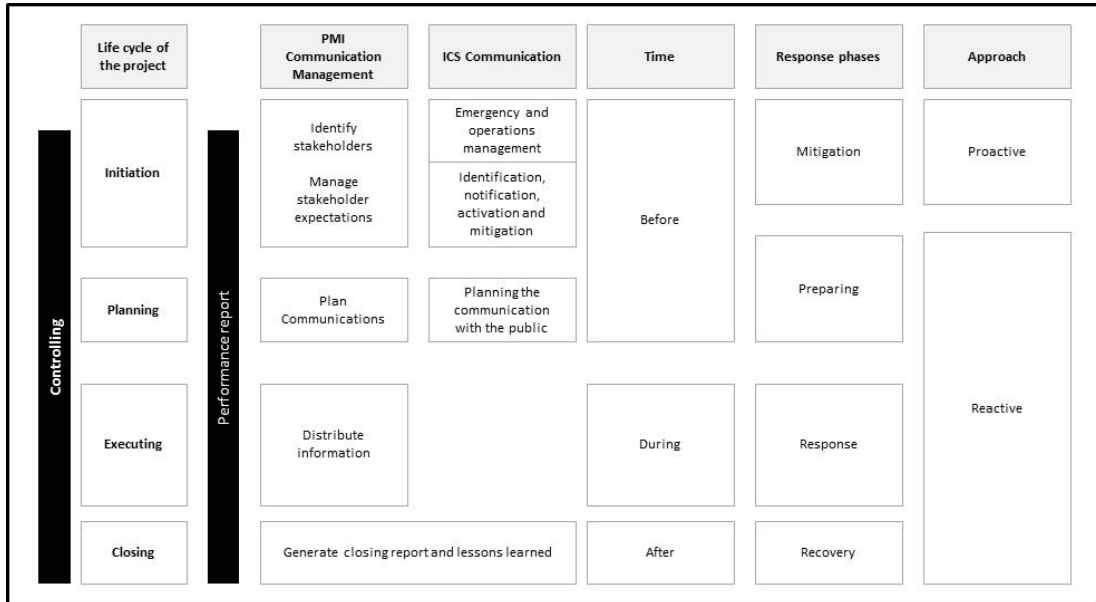 Life cycle of
the project
PMI
Communication
Management
ICS Communication
Time
Response phases
Approach
Controlling
Performance report
Initiation
Identify
stakeholders
Manage
stakeholder
expectations
Emergency and
operations
management
Identification,
notification,
activation and
mitigation
Before
Mitigation
Proactive
Planning
Plan
Communications
Planning the
communication
with the public
Preparing
Reactive
Executing
Distribute
information
During
Response
Closing
Generate closing report and lessons learned
After
Recovery